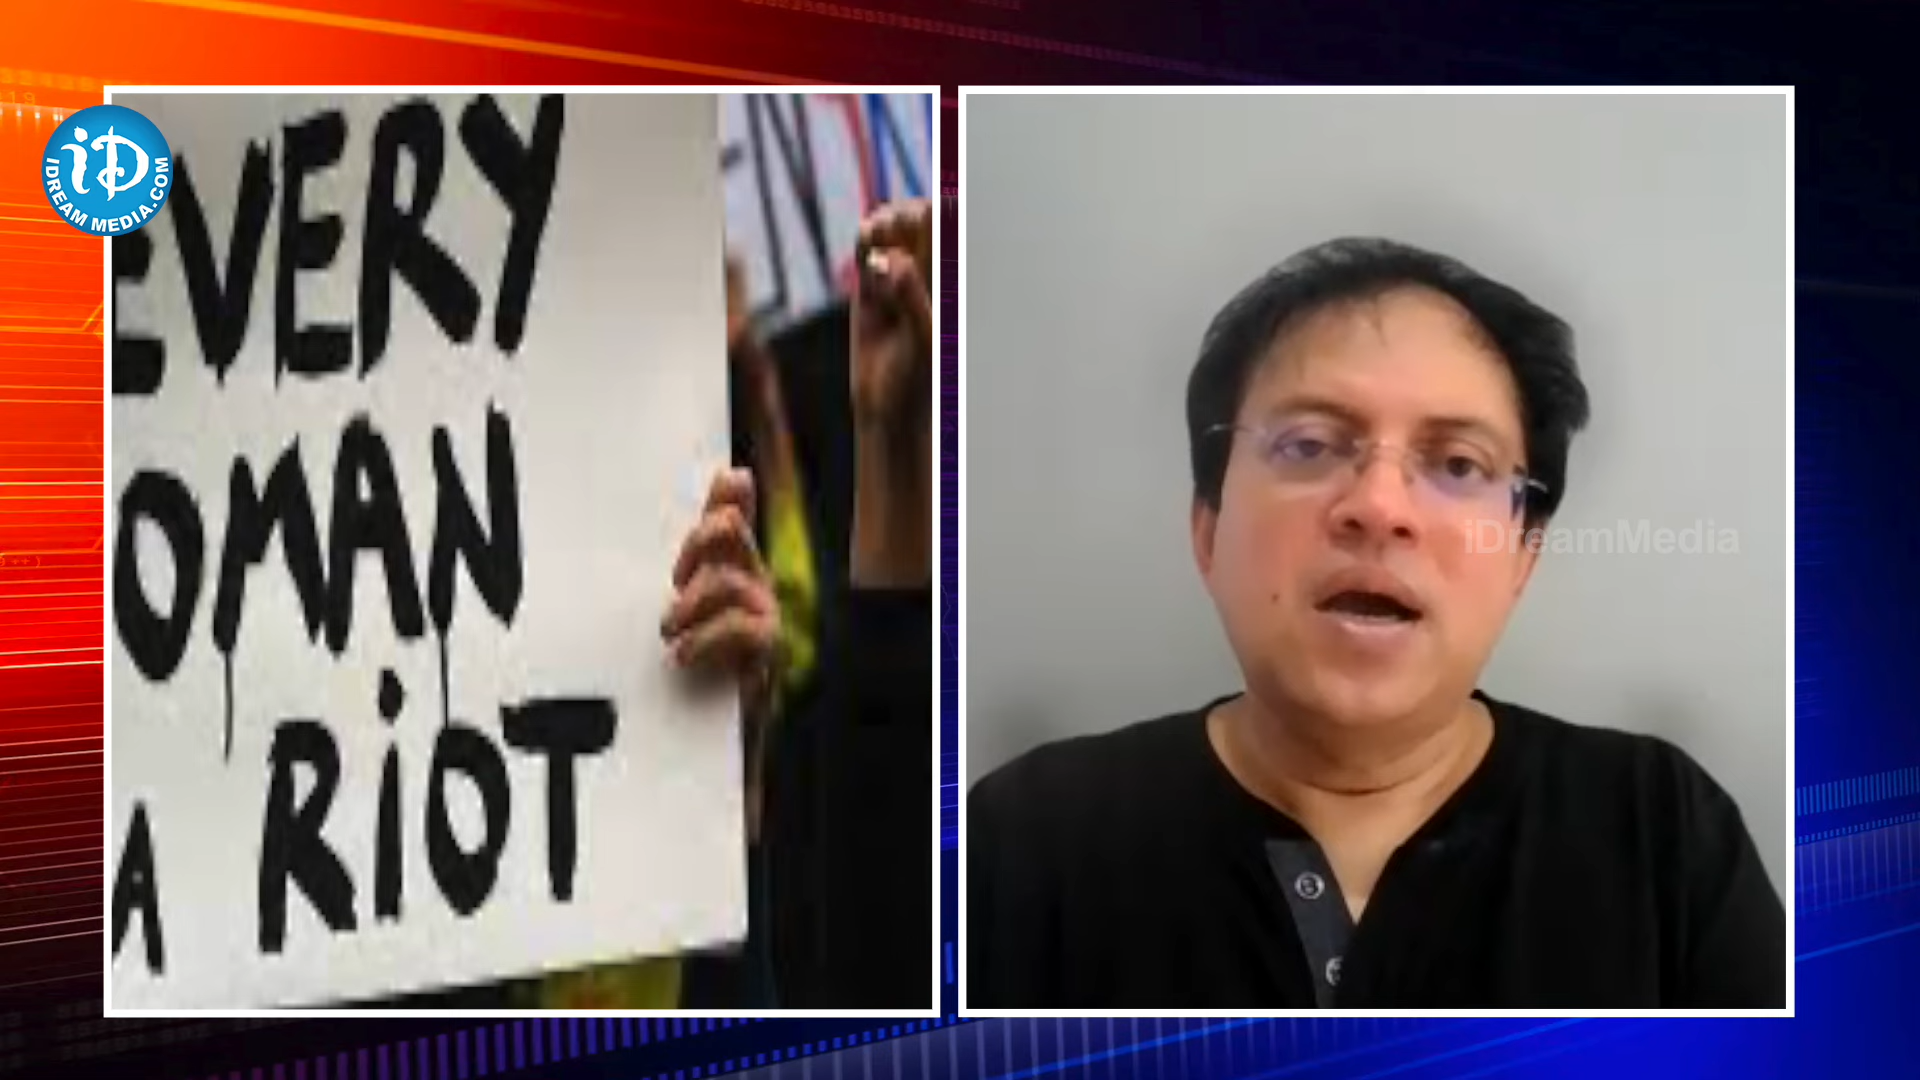 iD
IDREAM MEDIA.COM
EVERY
OMAN
A RiOT
iDreamMedia